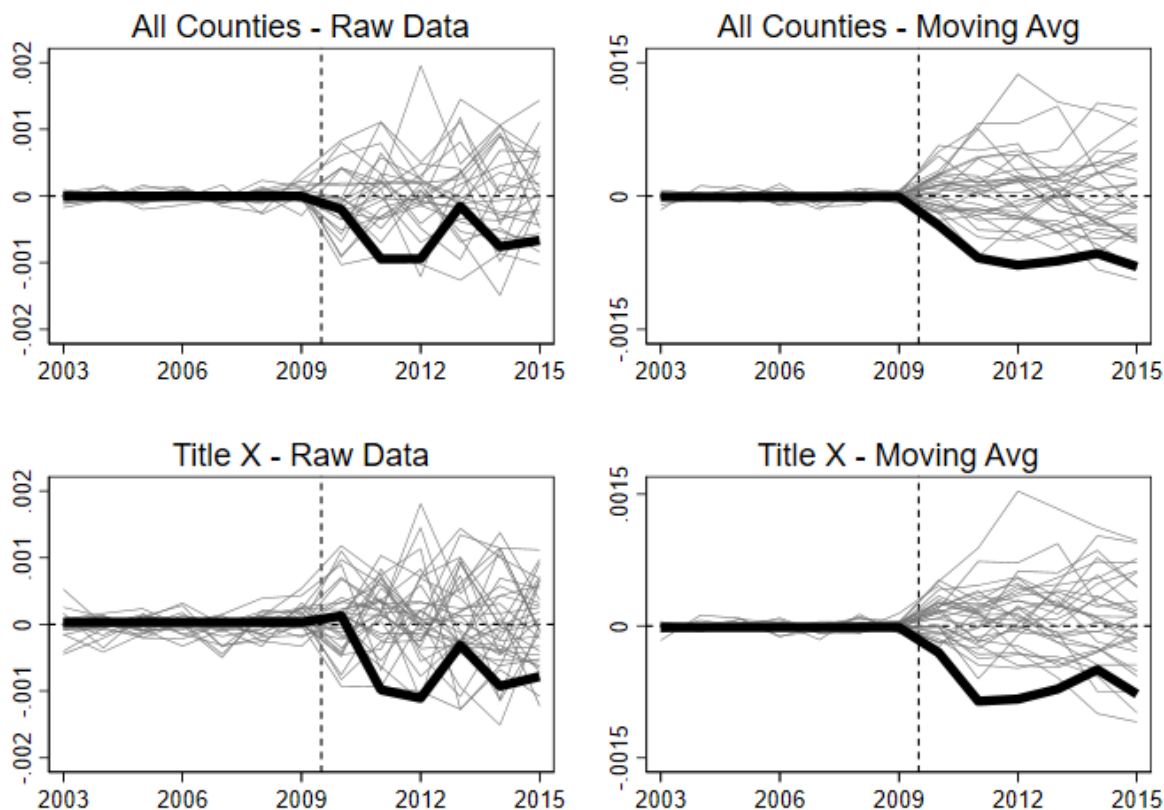 All Counties - Raw Data
.002
.001
0
-.001
-.002
2003 2006 2009 2012 2015
All Counties - Moving Avg
.0015
0
-.0015
2003 2006 2009 2012 2015
Title X - Raw Data
.002
.001
0
-.001
-.002
2003 2006 2009 2012 2015
Title X - Moving Avg
.0015
0
-.0015
2003 2006 2009 2012 2015